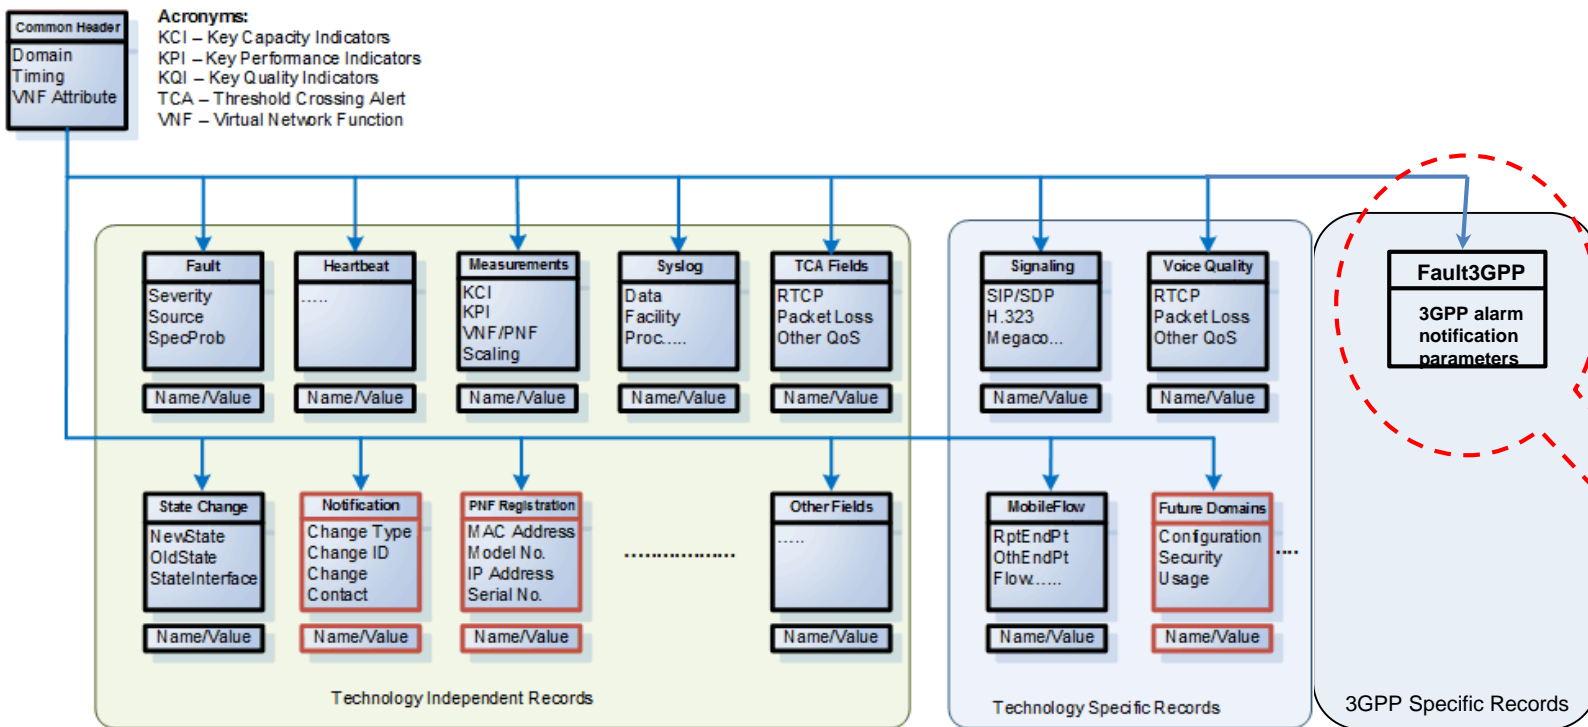 Common Header
Domain
Timing
VNF Attribute
Acronyms:
KCI – Key Capacity Indicators
KPI – Key Performance Indicators
KQI – Key Quality Indicators
TCA – Threshold Crossing Alert
VNF – Virtual Network Function
Fault
Severity
Source
SpecProb
Name/Value
Heartbeat
.....
Name/Value
Measurements
KCI
KPI
VNF/PNF
Scaling
Name/Value
Syslog
Data
Facility
Proc.....
Name/Value
TCA Fields
RTCP
Packet Loss
Other QoS
Name/Value
Signaling
SIP/SDP
H.323
Megaco...
Name/Value
Voice Quality
RTCP
Packet Loss
Other QoS
Name/Value
Fault3GPP
3GPP alarm
notification
parameters
State Change
NewState
OldState
StateInterface
Name/Value
Notification
Change Type
Change ID
Change
Contact
Name/Value
PNF Registration
MAC Address
Model No.
IP Address
Serial No.
Name/Value
.................
Other Fields
.....
Name/Value
MobileFlow
RptEndPt
OthEndPt
Flow......
Name/Value
Future Domains
Configuration
Security
Usage
Name/Value
....
Technology Independent Records
Technology Specific Records
3GPP Specific Records